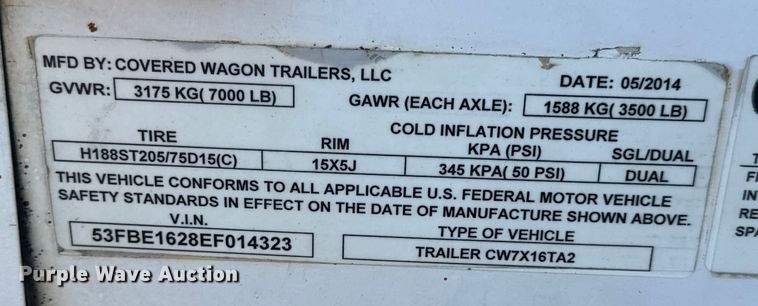 MFD BY: COVERED WAGON TRAILERS, LLC
DATE: 05/2014
GVWR: 3175 KG( 7000 LB)
GAWR (EACH AXLE): 1588 KG( 3500 LB)
COLD INFLATION PRESSURE
TIRE RIM KPA (PSI) SGL/DUAL
H188ST205/75D15(C) 15X5J 345 KPA( 50 PSI) DUAL
THIS VEHICLE CONFORMS TO ALL APPLICABLE U.S. FEDERAL MOTOR VEHICLE
SAFETY STANDARDS IN EFFECT ON THE DATE OF MANUFACTURE SHOWN ABOVE.
V.I.N. TYPE OF VEHICLE
53FBE1628EF014323 TRAILER CW7X16TA2
Purple Wave Auction